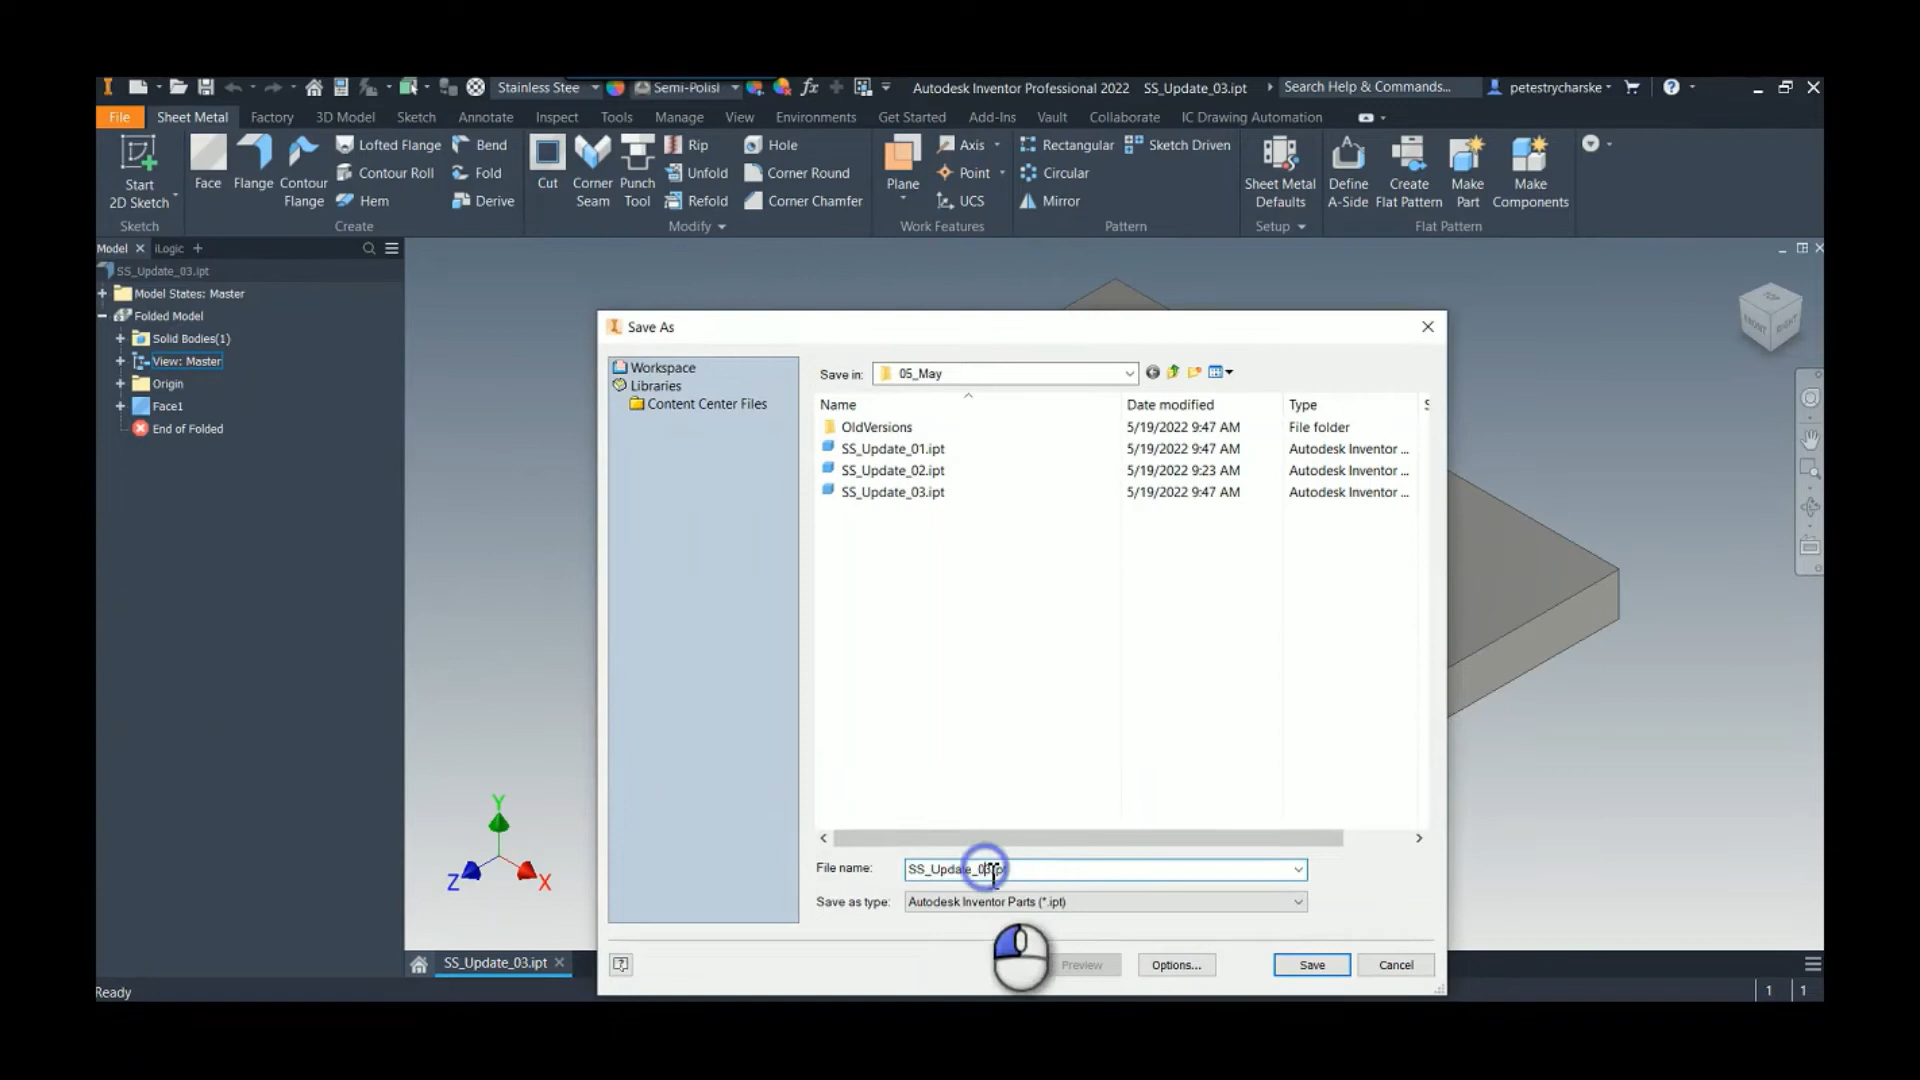 Stainless Stee
Semi-Polisl
fx
Autodesk Inventor Professional 2022 SS_Update_03.ipt
Search Help & Commands...
petestrycharske
File Sheet Metal Factory 3D Model Sketch Annotate Inspect Tools Manage View Environments Get Started Add-Ins Vault Collaborate IC Drawing Automation
Start
2D Sketch
Sketch
Face
Flange
Contour
Flange
Lofted Flange
Contour Roll
Hem
Bend
Fold
Derive
Create
Cut
Corner
Seam
Punch
Tool
Rip
Unfold
Refold
Hole
Corner Round
Corner Chamfer
Modify
Plane
Axis
Point
UCS
Work Features
Rectangular
Circular
Mirror
Sketch Driven
Pattern
Sheet Metal
Defaults
Setup
Define
A-Side
Create
Flat Pattern
Make
Part
Make
Components
Flat Pattern
Model iLogic
SS_Update_03.ipt
Model States: Master
Folded Model
Solid Bodies(1)
View: Master
Origin
Face1
End of Folded
TOP
FRONT
RIGHT
Save As
Workspace
Libraries
Content Center Files
Save in: 05_May
Name Date modified Type S
OldVersions 5/19/2022 9:47 AM File folder
SS_Update_01.ipt 5/19/2022 9:47 AM Autodesk Inventor ...
SS_Update_02.ipt 5/19/2022 9:23 AM Autodesk Inventor ...
SS_Update_03.ipt 5/19/2022 9:47 AM Autodesk Inventor ...
File name: SS_Update_03.ipt
Save as type: Autodesk Inventor Parts (*.ipt)
Preview Options... Save Cancel
Y
Z
X
SS_Update_03.ipt
Ready
1 1